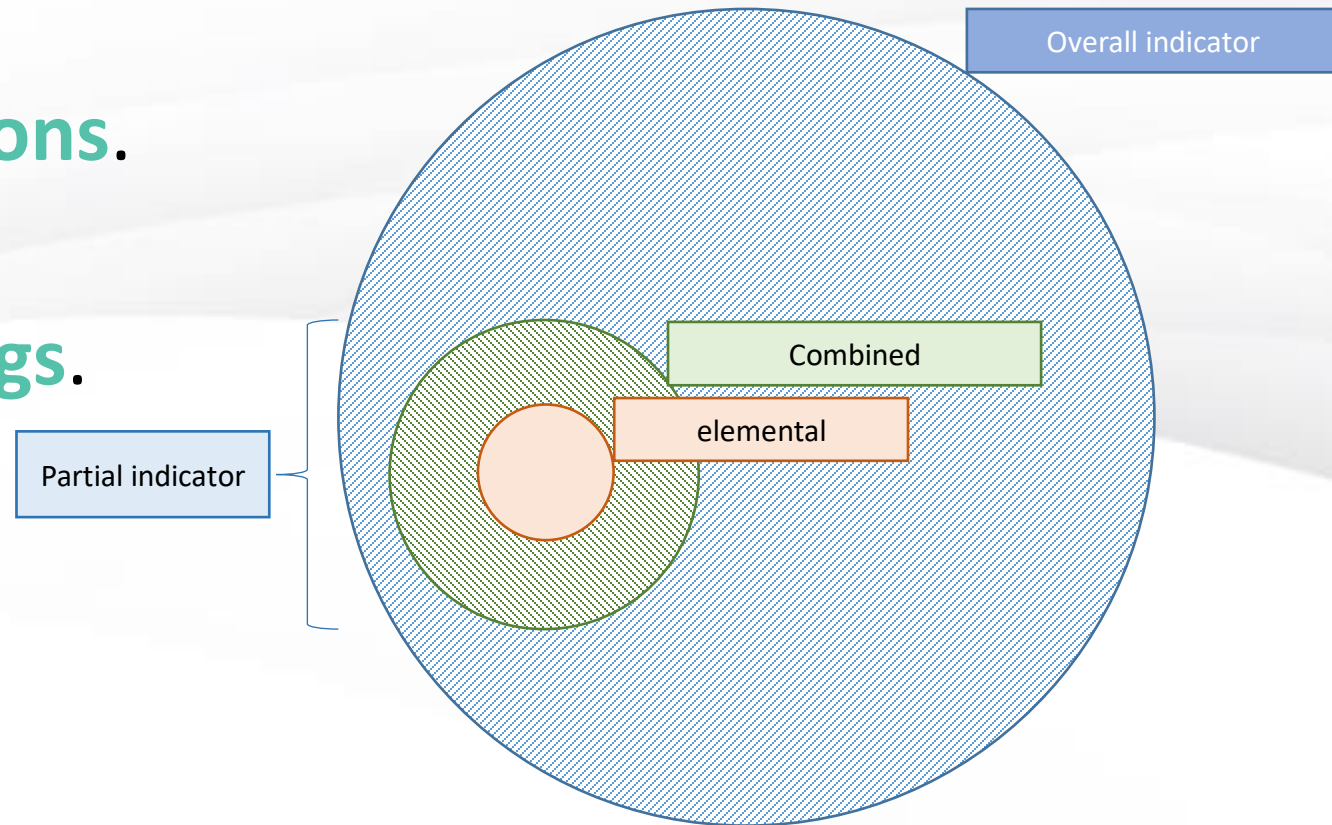 Overall indicator
ons.
Combined
gs.
elemental
Partial indicator